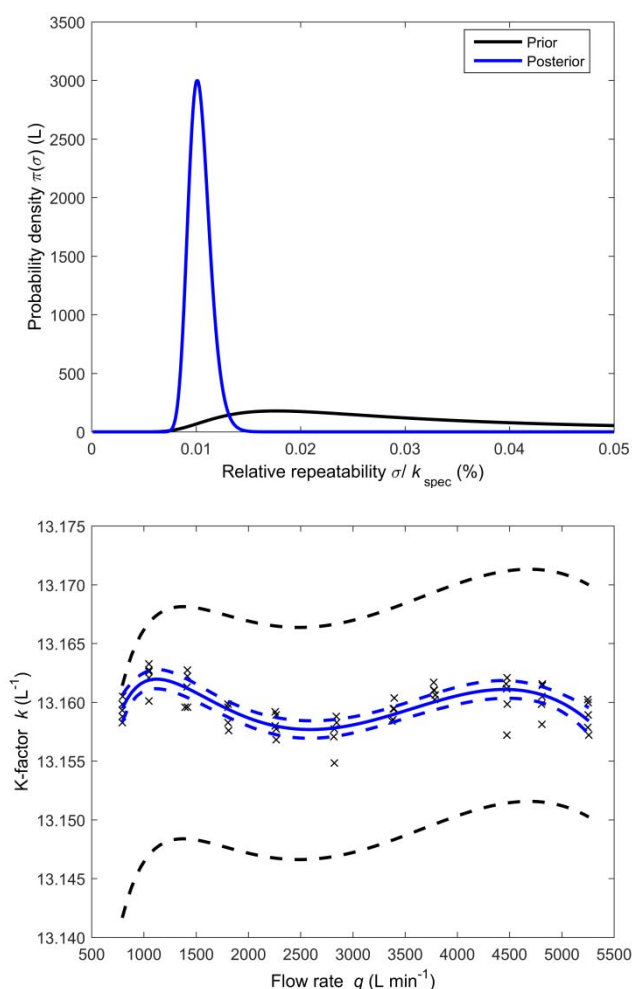 3500
3000
2500
2000
1500
1000
500
0
Probability density π(σ) (L)
Prior
Posterior
0 0.01 0.02 0.03 0.04 0.05
Relative repeatability σ/ k spec (%)
13.175
13.170
13.165
13.160
13.155
13.150
13.145
13.140
K-factor k (L⁻¹)
500 1000 1500 2000 2500 3000 3500 4000 4500 5000 5500
Flow rate q (L min⁻¹)